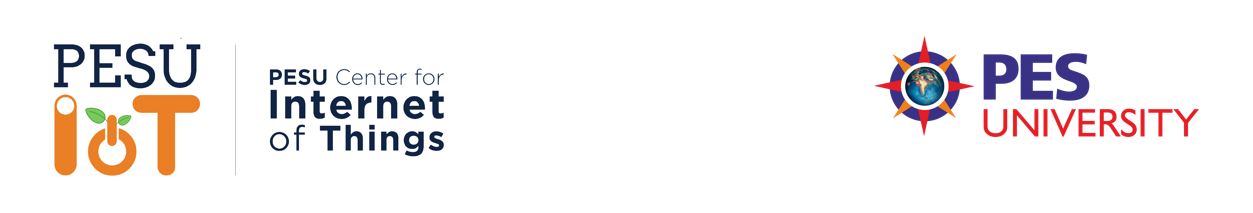 PESU
IoT
PESU Center for
Internet
of Things
PES
UNIVERSITY